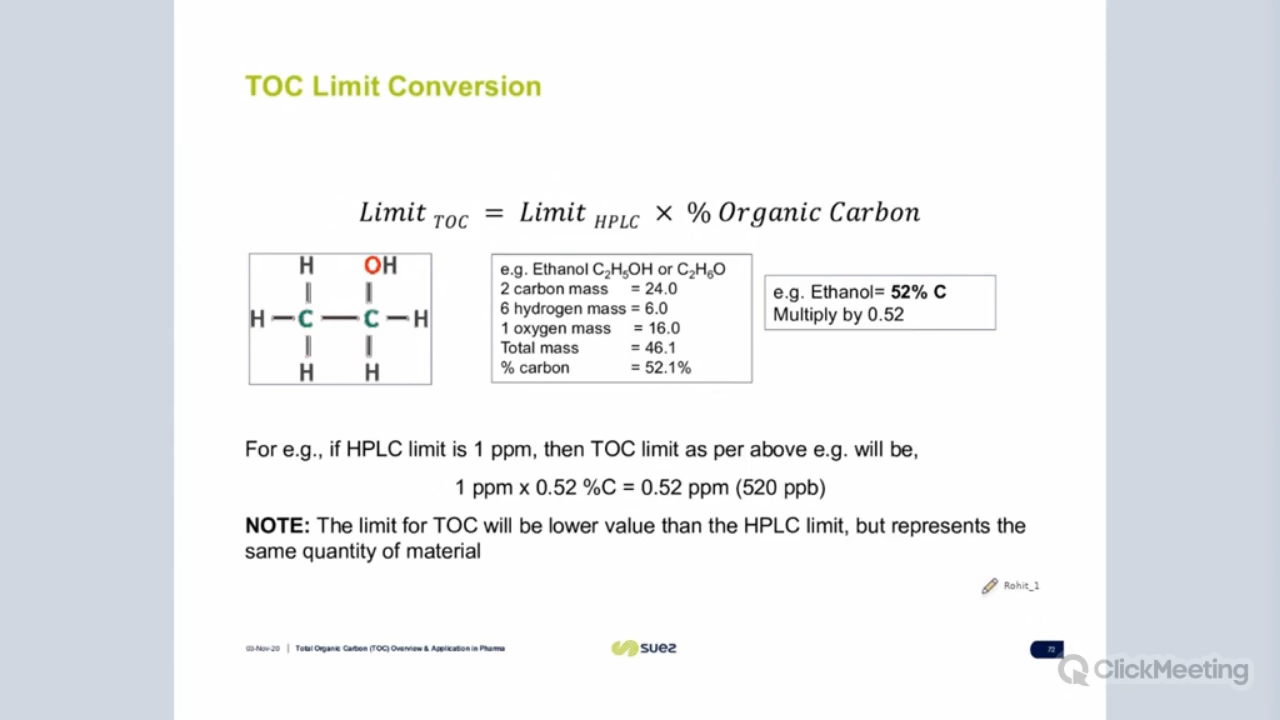 TOC Limit Conversion
Limit TOC = Limit HPLC × % Organic Carbon
H OH
H C C H
H H
e.g. Ethanol C₂H₅OH or C₂H₆O
2 carbon mass = 24.0
6 hydrogen mass = 6.0
1 oxygen mass = 16.0
Total mass = 46.1
% carbon = 52.1%
e.g. Ethanol= 52% C
Multiply by 0.52
For e.g., if HPLC limit is 1 ppm, then TOC limit as per above e.g. will be,
1 ppm x 0.52 %C = 0.52 ppm (520 ppb)
NOTE: The limit for TOC will be lower value than the HPLC limit, but represents the
same quantity of material
Rohit_1
03-Nov-20 | Total Organic Carbon (TOC) Overview & Application in Pharma
suez
72
ClickMeeting